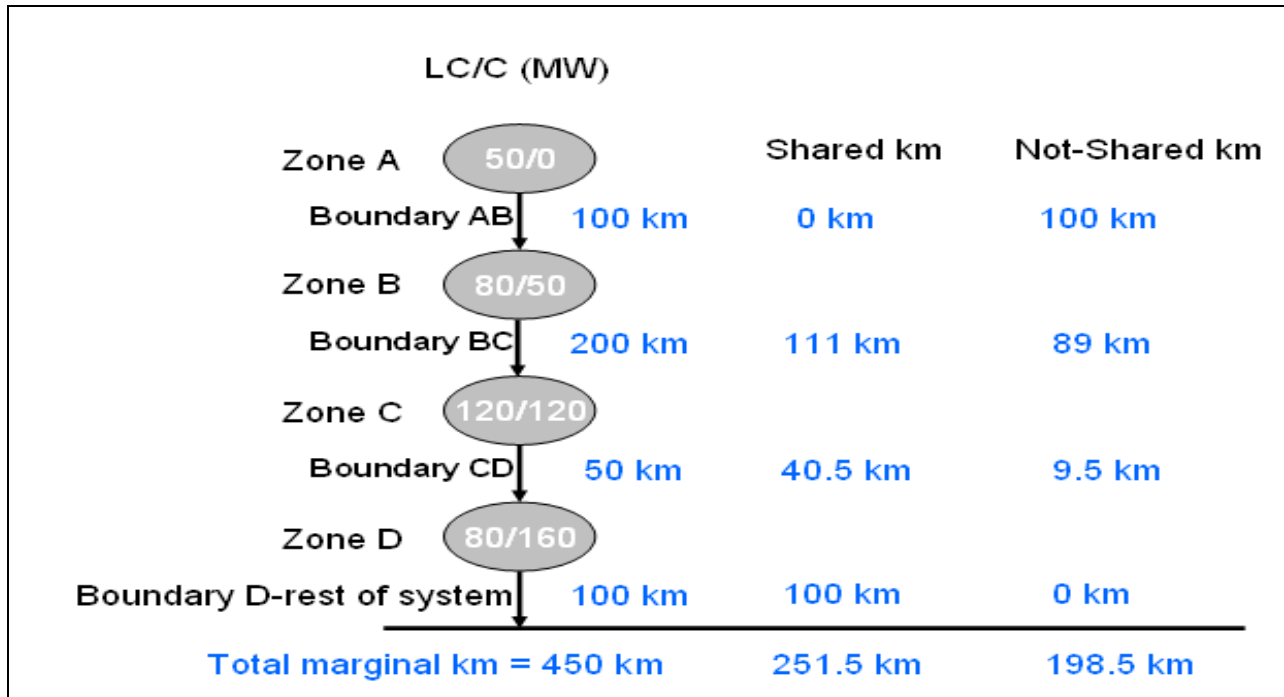 LC/C (MW)
Shared km Not-Shared km
Zone A 50/0
Boundary AB 100 km 0 km 100 km
Zone B 80/50
Boundary BC 200 km 111 km 89 km
Zone C 120/120
Boundary CD 50 km 40.5 km 9.5 km
Zone D 80/160
Boundary D-rest of system 100 km 100 km 0 km
Total marginal km = 450 km 251.5 km 198.5 km